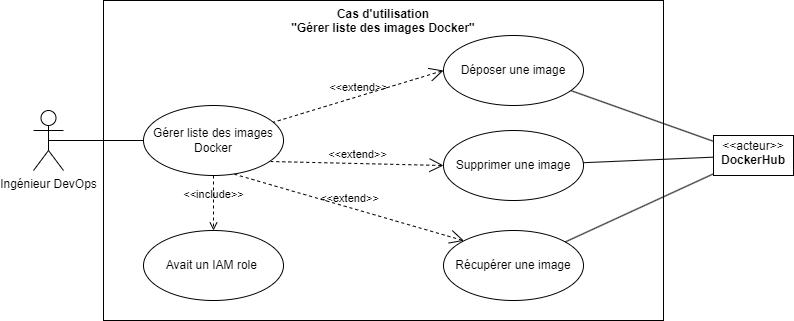 Cas d'utilisation
"Gérer liste des images Docker"
Déposer une image
<<extend>>
Gérer liste des images
Docker
<<acteur>>
DockerHub
<<extend>>
Supprimer une image
Ingénieur DevOps
<<include>>
<<extend>>
Avait un IAM role
Récupérer une image